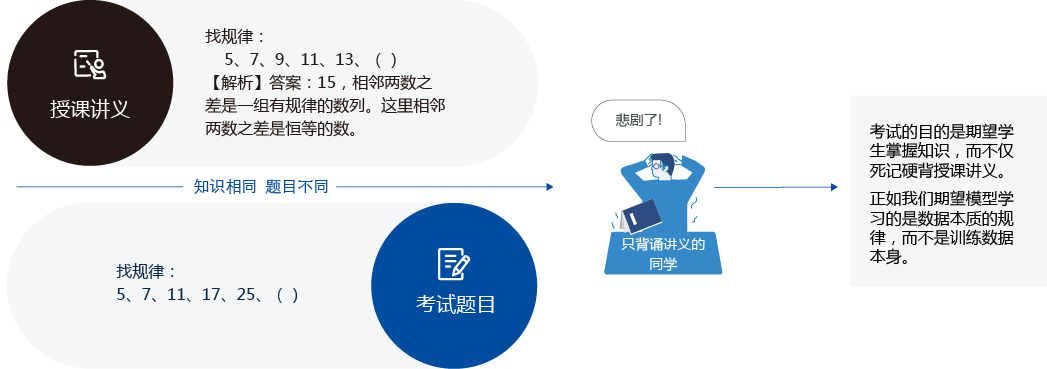 授课讲义
找规律：
5、7、9、11、13、（ ）
【解析】答案：15，相邻两数之
差是一组有规律的数列。这里相邻
两数之差是恒等的数。
知识相同 题目不同
找规律：
5、7、11、17、25、（ ）
考试题目
悲剧了!
只背诵讲义的
同学
考试的目的是期望学
生掌握知识，而不仅
死记硬背授课讲义。
正如我们期望模型学
习的是数据本质的规
律，而不是训练数据
本身。